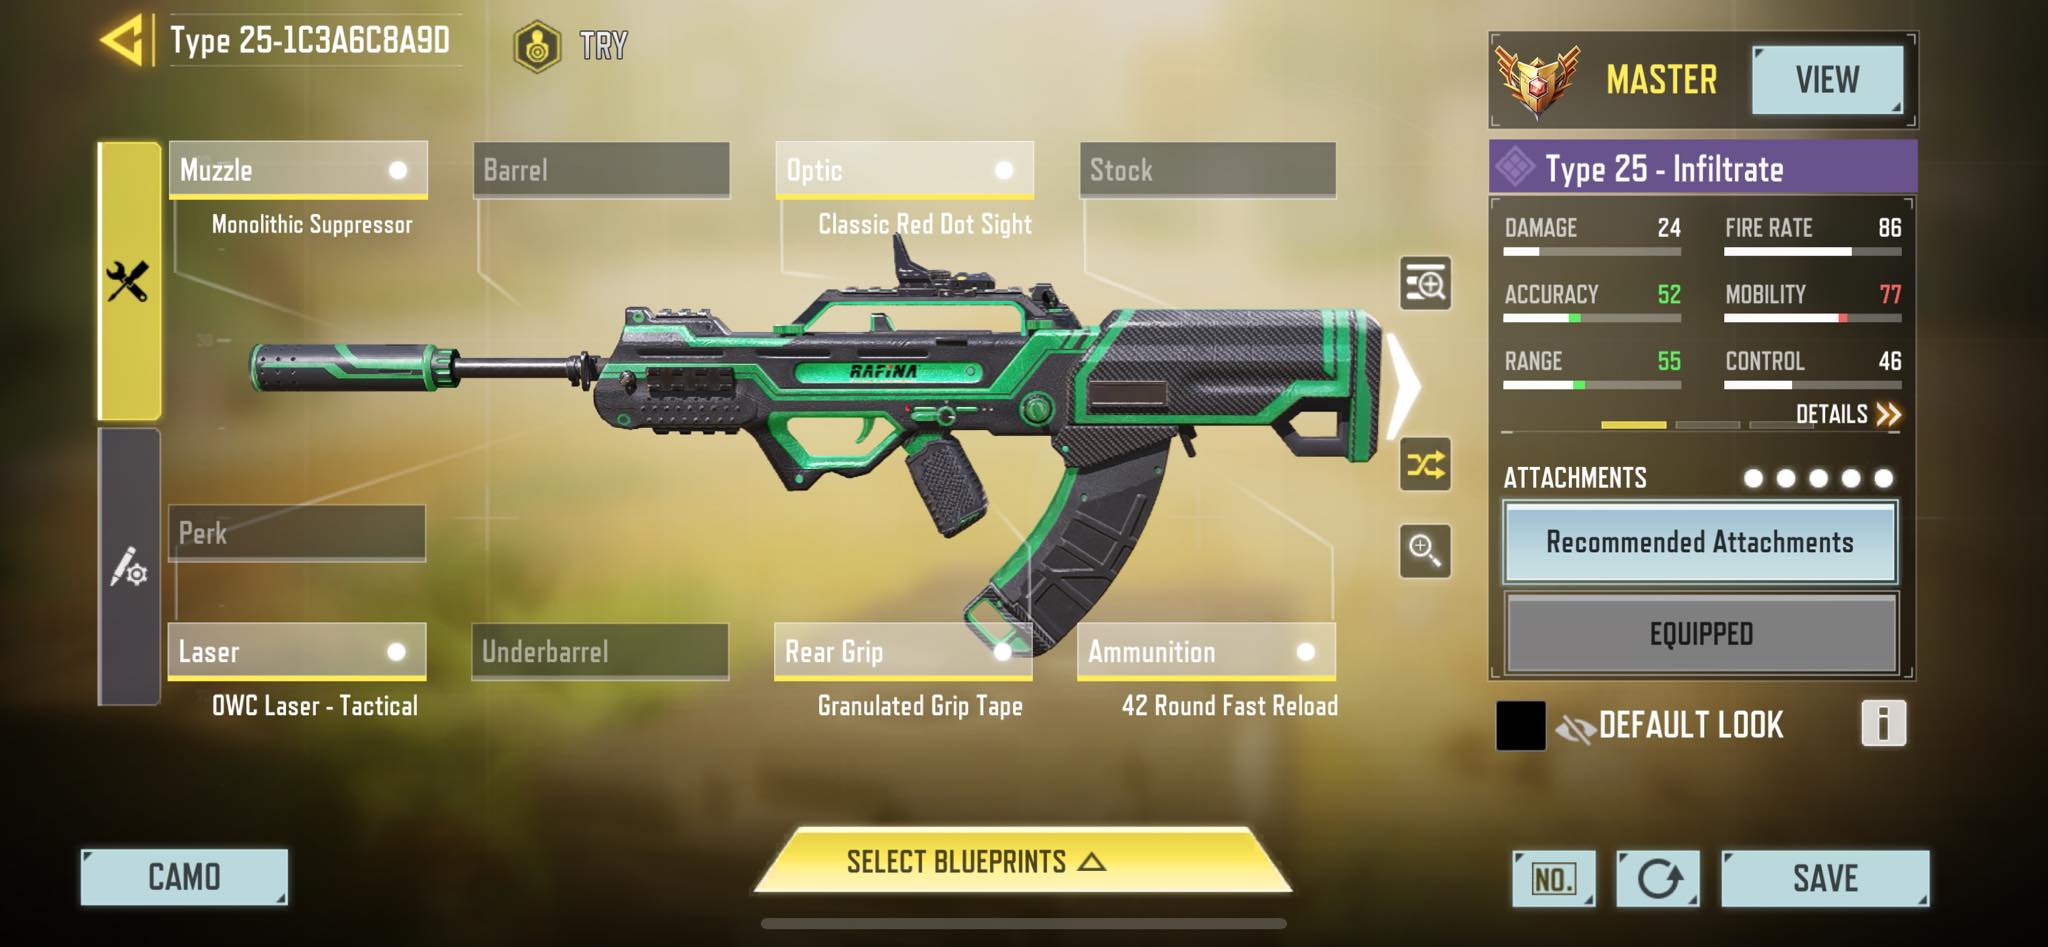 Type 25-1C3A6C8A9D
TRY
MASTER
VIEW
Muzzle
Monolithic Suppressor
Barrel
Optic
Classic Red Dot Sight
Stock
Type 25 - Infiltrate
DAMAGE 24
FIRE RATE 86
ACCURACY 52
MOBILITY 77
RANGE 55
CONTROL 46
DETAILS
RAFINA
ATTACHMENTS
Recommended Attachments
EQUIPPED
Perk
Laser
OWC Laser - Tactical
Underbarrel
Rear Grip
Granulated Grip Tape
Ammunition
42 Round Fast Reload
DEFAULT LOOK
i
CAMO
SELECT BLUEPRINTS
NO.
SAVE